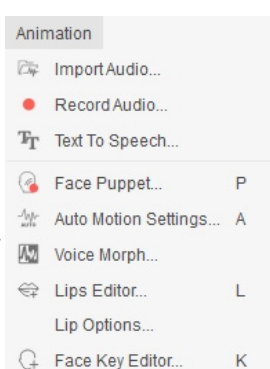 Animation
Import Audio...
Record Audio...
Text To Speech...
Face Puppet... P
Auto Motion Settings... A
Voice Morph...
Lips Editor... L
Lip Options...
Face Key Editor... K